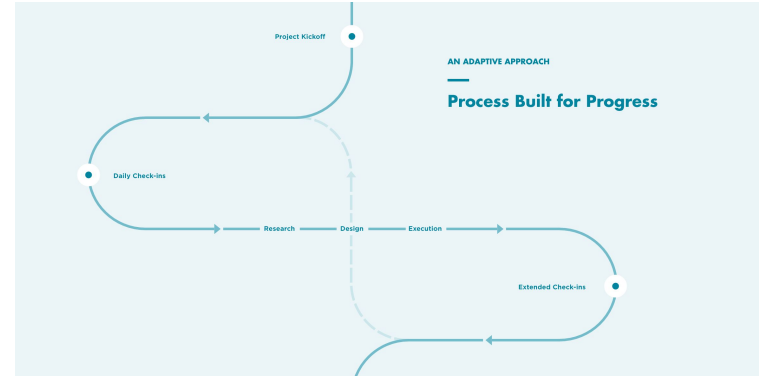 Project Kickoff
AN ADAPTIVE APPROACH
Process Built for Progress
Daily Check-ins
Research
Design
Execution
Extended Check-ins